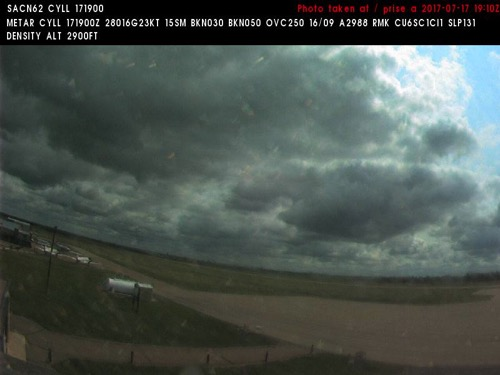 SACN62 CYLL 171900
Photo taken at / prise a 2017-07-17 19:10Z
METAR CYLL 171900Z 28016G23KT 15SM BKN030 BKN050 OVC250 16/09 A2988 RMK CU6SC1CI1 SLP131
DENSITY ALT 2900FT